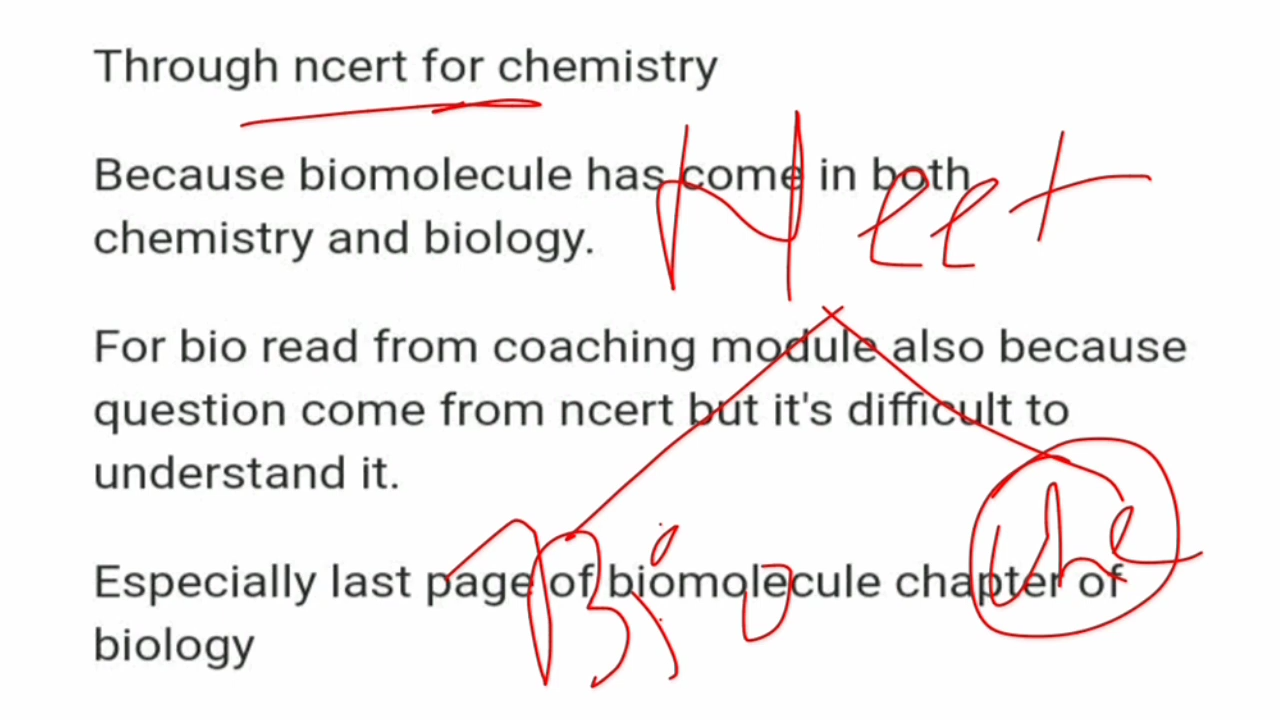 Through ncert for chemistry
Because biomolecule has come in both
chemistry and biology.
Neet
For bio read from coaching module also because
question come from ncert but it's difficult to
understand it.
Bio
Che
Especially last page of biomolecule chapter of
biology